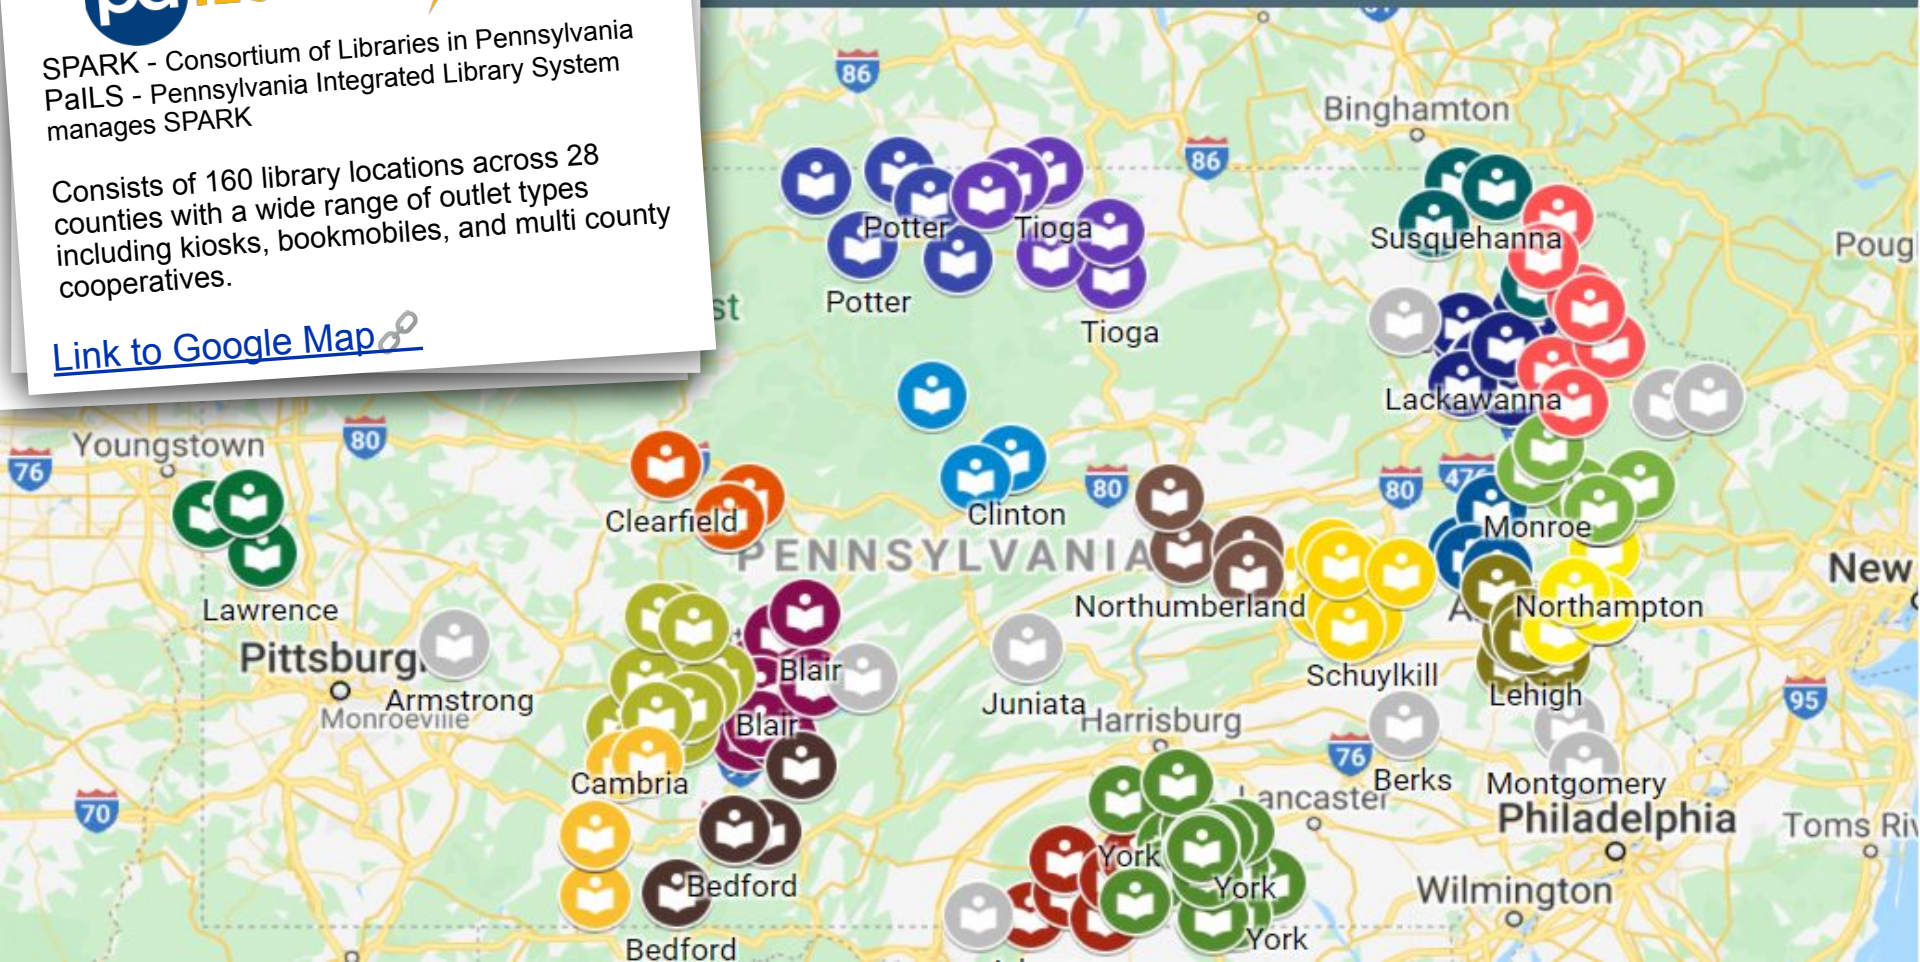 SPARK - Consortium of Libraries in Pennsylvania
PaILS - Pennsylvania Integrated Library System
manages SPARK
Consists of 160 library locations across 28
counties with a wide range of outlet types
including kiosks, bookmobiles, and multi county
cooperatives.
Link to Google Map
86
Binghamton
86
Potter
Tioga
Susquehanna
Poug
st
Potter
Tioga
Lackawanna
Youngstown
80
76
80
80
476
Clearfield
Clinton
Monroe
PENNSYLVANIA
New
Lawrence
Northumberland
Northampton
Pittsburg
Armstrong
Blair
Schuylkill
Monroeville
Juniata
Lehigh
95
Blair
Harrisburg
76
Cambria
Berks
Montgomery
70
Lancaster
Philadelphia
Toms Riv
York
Bedford
York
Wilmington
Bedford
York